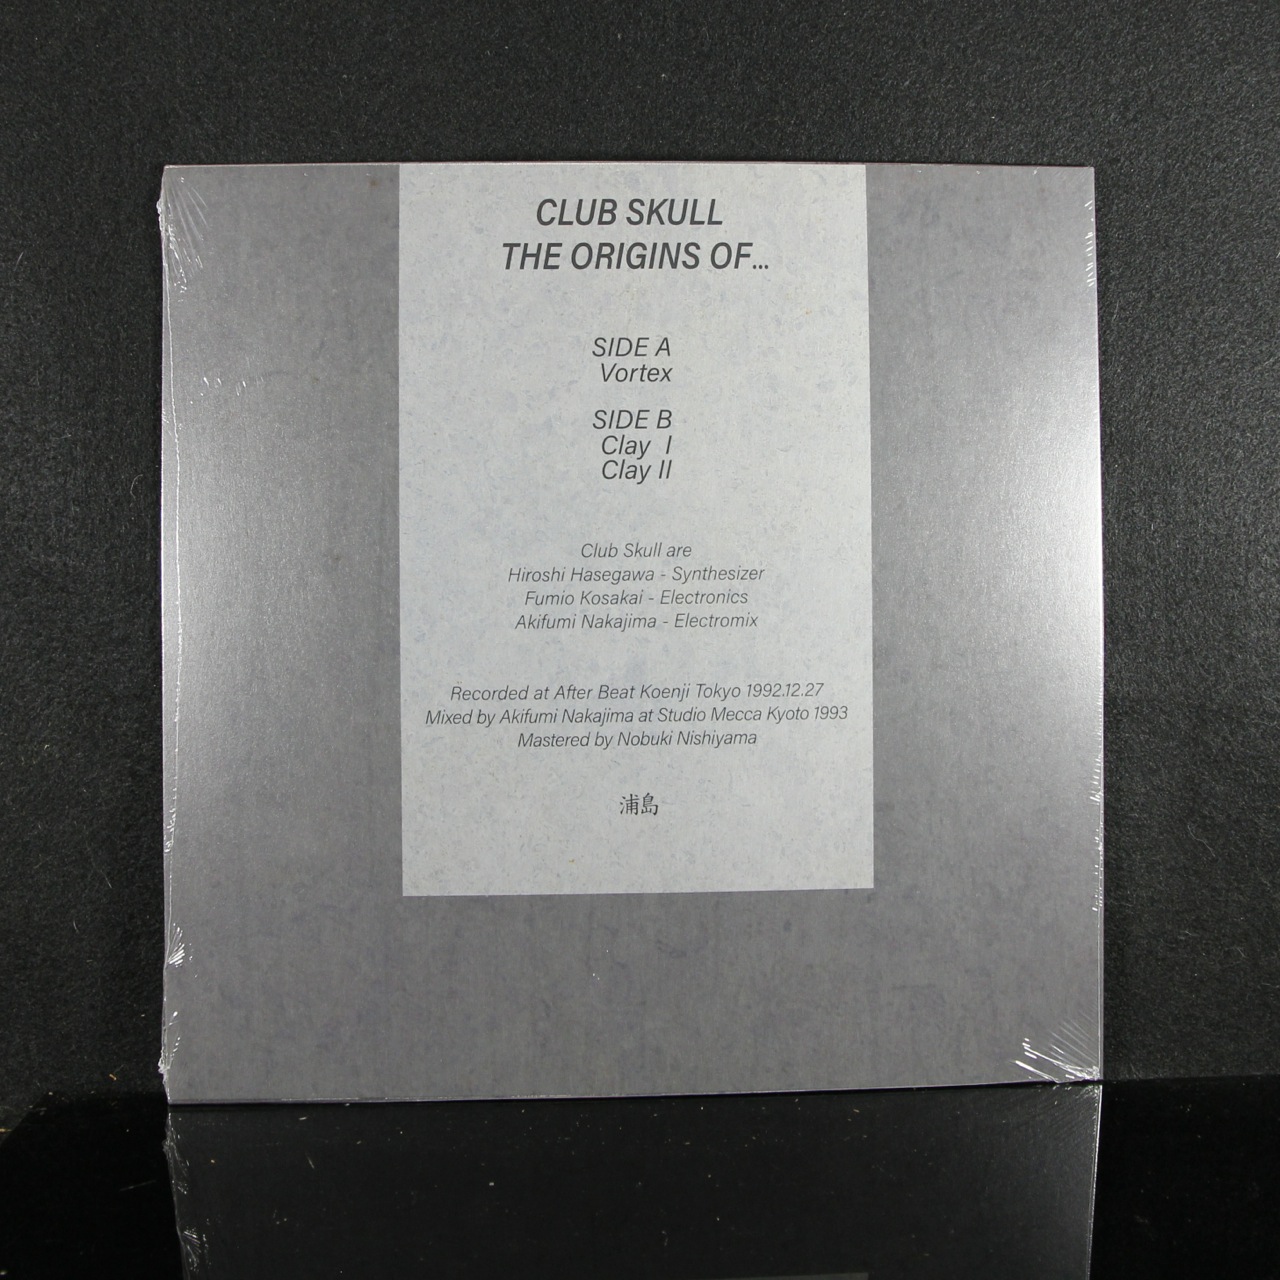 CLUB SKULL
THE ORIGINS OF...
SIDE A
Vortex
SIDE B
Clay I
Clay II
Club Skull are
Hiroshi Hasegawa - Synthesizer
Fumio Kosakai - Electronics
Akifumi Nakajima - Electromix
Recorded at After Beat Koenji Tokyo 1992.12.27
Mixed by Akifumi Nakajima at Studio Mecca Kyoto 1993
Mastered by Nobuki Nishiyama
浦島